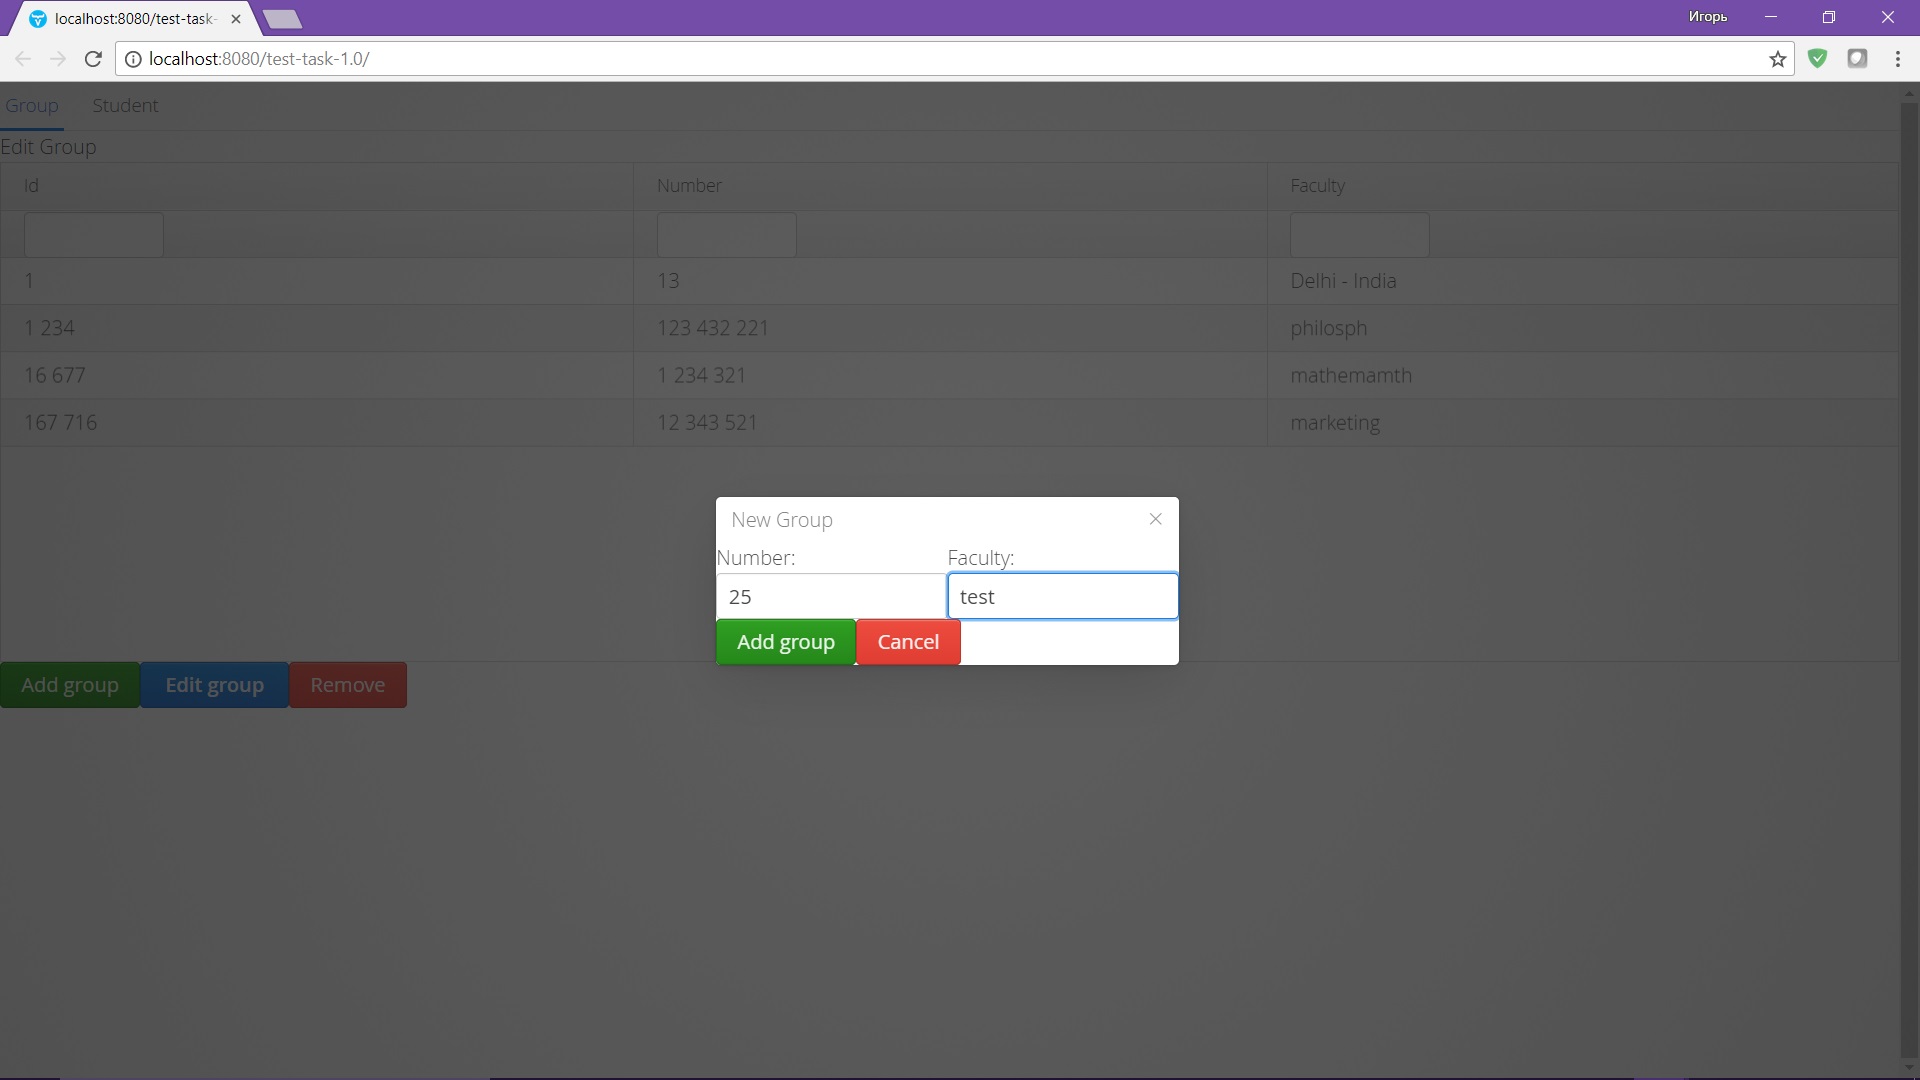 localhost:8080/test-task-
Игорь
localhost:8080/test-task-1.0/
Group Student
Edit Group
Id Number Faculty
1 13 Delhi - India
1 234 123 432 221 philosph
16 677 1 234 321 mathemamth
167 716 12 343 521 marketing
New Group
Number: Faculty:
25 test
Add group Cancel
Add group Edit group Remove